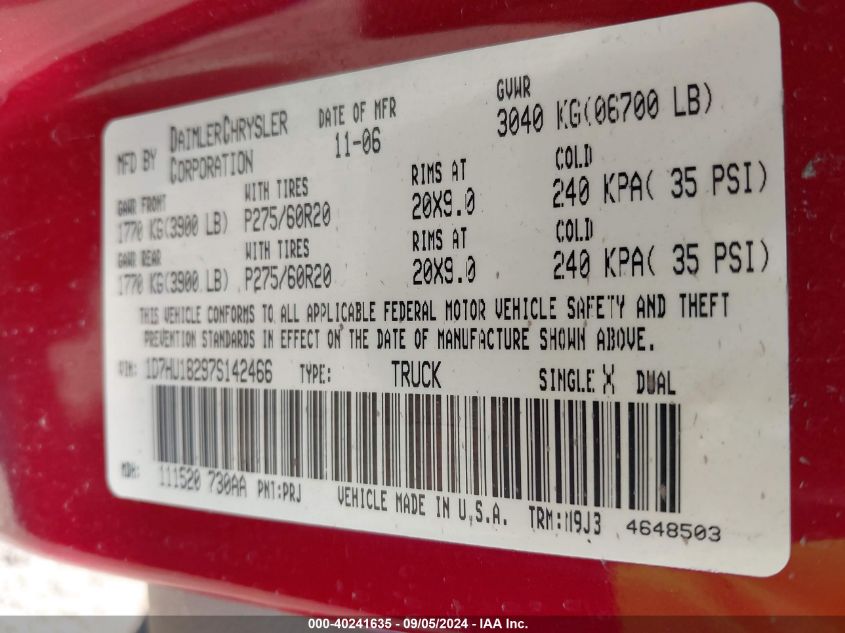 MFD BY DAIMLERCHRYSLER CORPORATION DATE OF MFR 11-06 GVWR 3040 KG(06700 LB)
GAWR FRONT WITH TIRES RIMS AT COLD
1770 KG(3900 LB) P275/60R20 20X9.0 240 KPA( 35 PSI)
GAWR REAR WITH TIRES RIMS AT COLD
1770 KG(3900 LB) P275/60R20 20X9.0 240 KPA( 35 PSI)
THIS VEHICLE CONFORMS TO ALL APPLICABLE FEDERAL MOTOR VEHICLE SAFETY AND THEFT
PREVENTION STANDARDS IN EFFECT ON THE DATE OF MANUFACTURE SHOWN ABOVE.
VIN: 1D7HU18297S142466 TYPE: TRUCK SINGLE X DUAL
MDH: 111520 730AA PNT:PRJ VEHICLE MADE IN U.S.A. TRM:M9J3 4648503
000-40241635 - 09/05/2024 - IAA Inc.